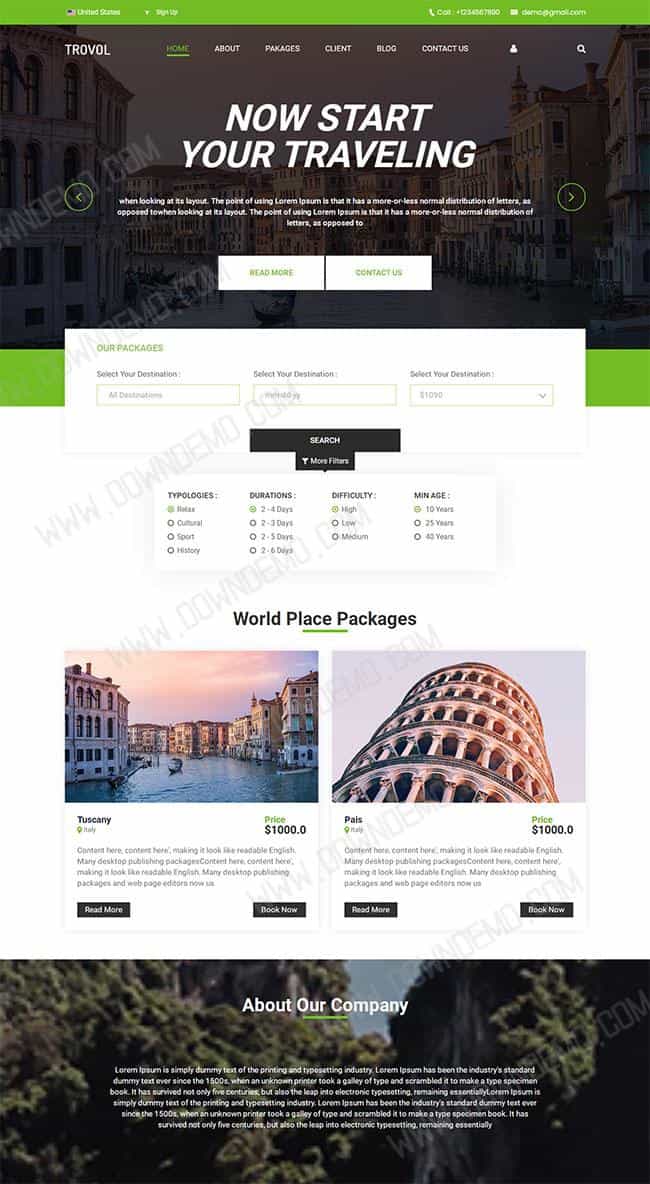 United States
Sign Up
Call : +1234567890
demo@gmail.com
TROVOL
HOME
ABOUT
PAKAGES
CLIENT
BLOG
CONTACT US
NOW START
YOUR TRAVELING
when looking at its layout. The point of using Lorem Ipsum is that it has a more-or-less normal distribution of letters, as
opposed towhen looking at its layout. The point of using Lorem Ipsum is that it has a more-or-less normal distribution of
letters, as opposed to
READ MORE
CONTACT US
OUR PACKAGES
Select Your Destination :
Select Your Destination :
Select Your Destination :
All Destinations
$1090
SEARCH
More Filters
TYPOLOGIES :
DURATIONS :
DIFFICULTY :
MIN AGE :
Relax
2 - 4 Days
High
10 Years
Cultural
2 - 3 Days
Low
25 Years
Sport
2 - 5 Days
Medium
40 Years
History
2 - 6 Days
World Place Packages
Tuscany
Price
Italy
$1000.0
Content here, content here', making it look like readable English.
Many desktop publishing packagesContent here, content here',
making it look like readable English. Many desktop publishing
packages and web page editors now us
Read More
Book Now
Pais
Price
Italy
$1000.0
Content here, content here', making it look like readable English.
Many desktop publishing packagesContent here, content here',
making it look like readable English. Many desktop publishing
packages and web page editors now us
Read More
Book Now
About Our Company
Lorem Ipsum is simply dummy text of the printing and typesetting industry. Lorem Ipsum has been the industry's standard
dummy text ever since the 1500s, when an unknown printer took a galley of type and scrambled it to make a type specimen
book. It has survived not only five centuries, but also the leap into electronic typesetting, remaining essentiallyLorem Ipsum is
simply dummy text of the printing and typesetting industry. Lorem Ipsum has been the industry's standard dummy text ever
since the 1500s, when an unknown printer took a galley of type and scrambled it to make a type specimen book. It has
survived not only five centuries, but also the leap into electronic typesetting, remaining essentially
WWW.DOWNDEMO.COM